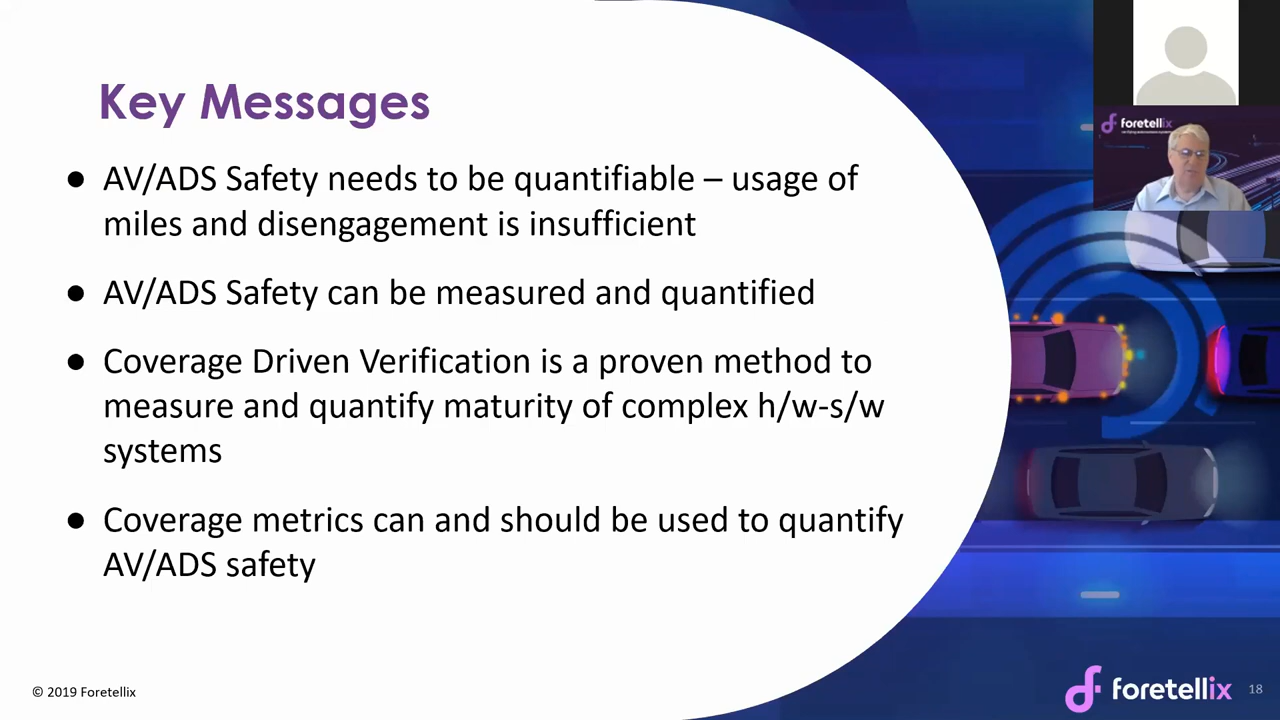 Key Messages
● AV/ADS Safety needs to be quantifiable – usage of
miles and disengagement is insufficient
● AV/ADS Safety can be measured and quantified
● Coverage Driven Verification is a proven method to
measure and quantify maturity of complex h/w-s/w
systems
● Coverage metrics can and should be used to quantify
AV/ADS safety
foretellix
© 2019 Foretellix
foretellix
18